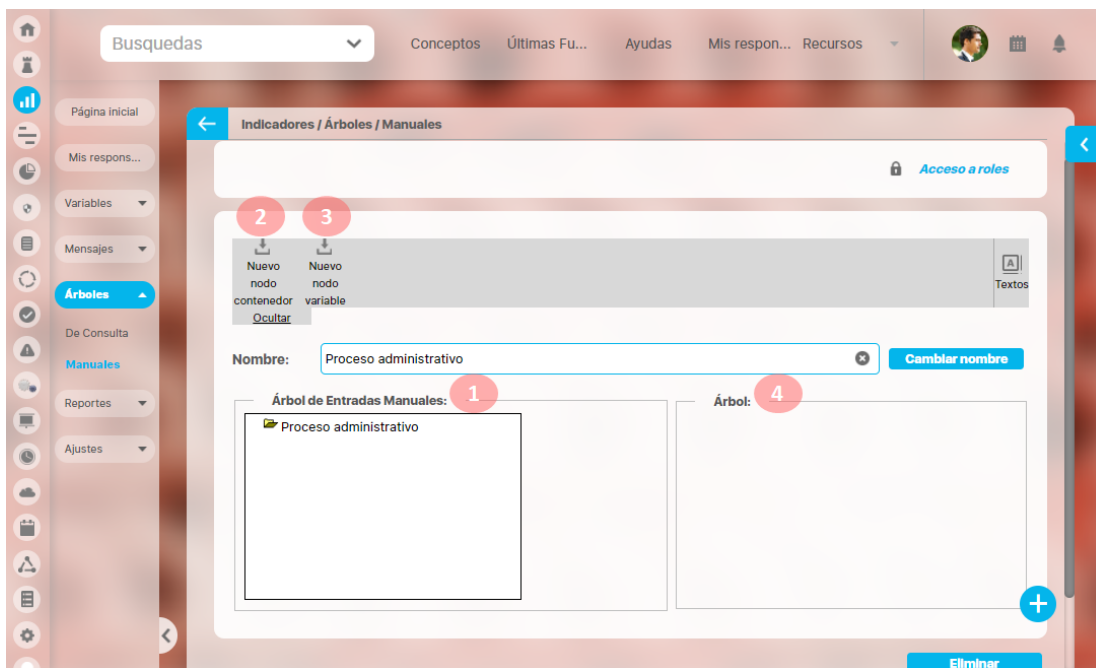 Busquedas
Conceptos
Últimas Fu...
Ayudas
Mis respon...
Recursos
Página inicial
Mis respons...
Variables
Mensajes
Árboles
De Consulta
Manuales
Reportes
Ajustes
Indicadores / Árboles / Manuales
Acceso a roles
2
3
Nuevo
nodo
contenedor
Nuevo
nodo
variable
Ocultar
A
Textos
Nombre:
Proceso administrativo
Cambiar nombre
Árbol de Entradas Manuales:
1
Proceso administrativo
Árbol:
4
Eliminar